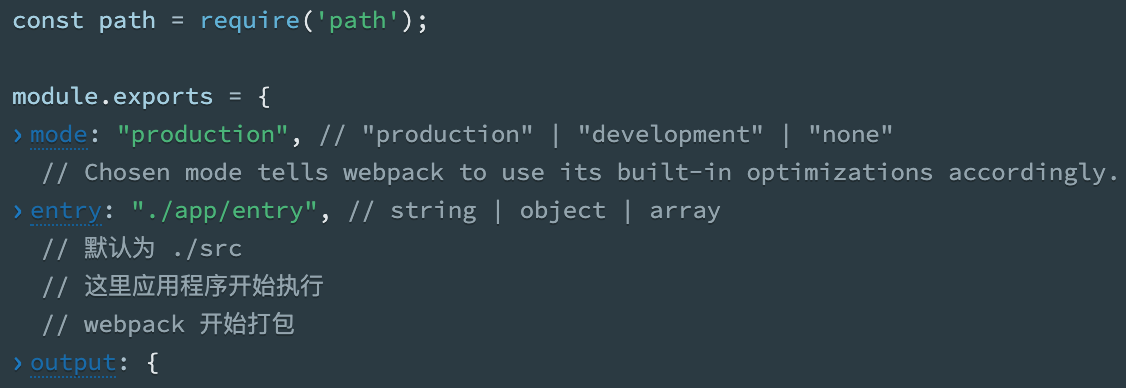 const path = require('path');
module.exports = {
mode: "production", // "production" | "development" | "none"
// Chosen mode tells webpack to use its built-in optimizations accordingly.
entry: "./app/entry", // string | object | array
// 默认为 ./src
// 这里应用程序开始执行
// webpack 开始打包
output: {